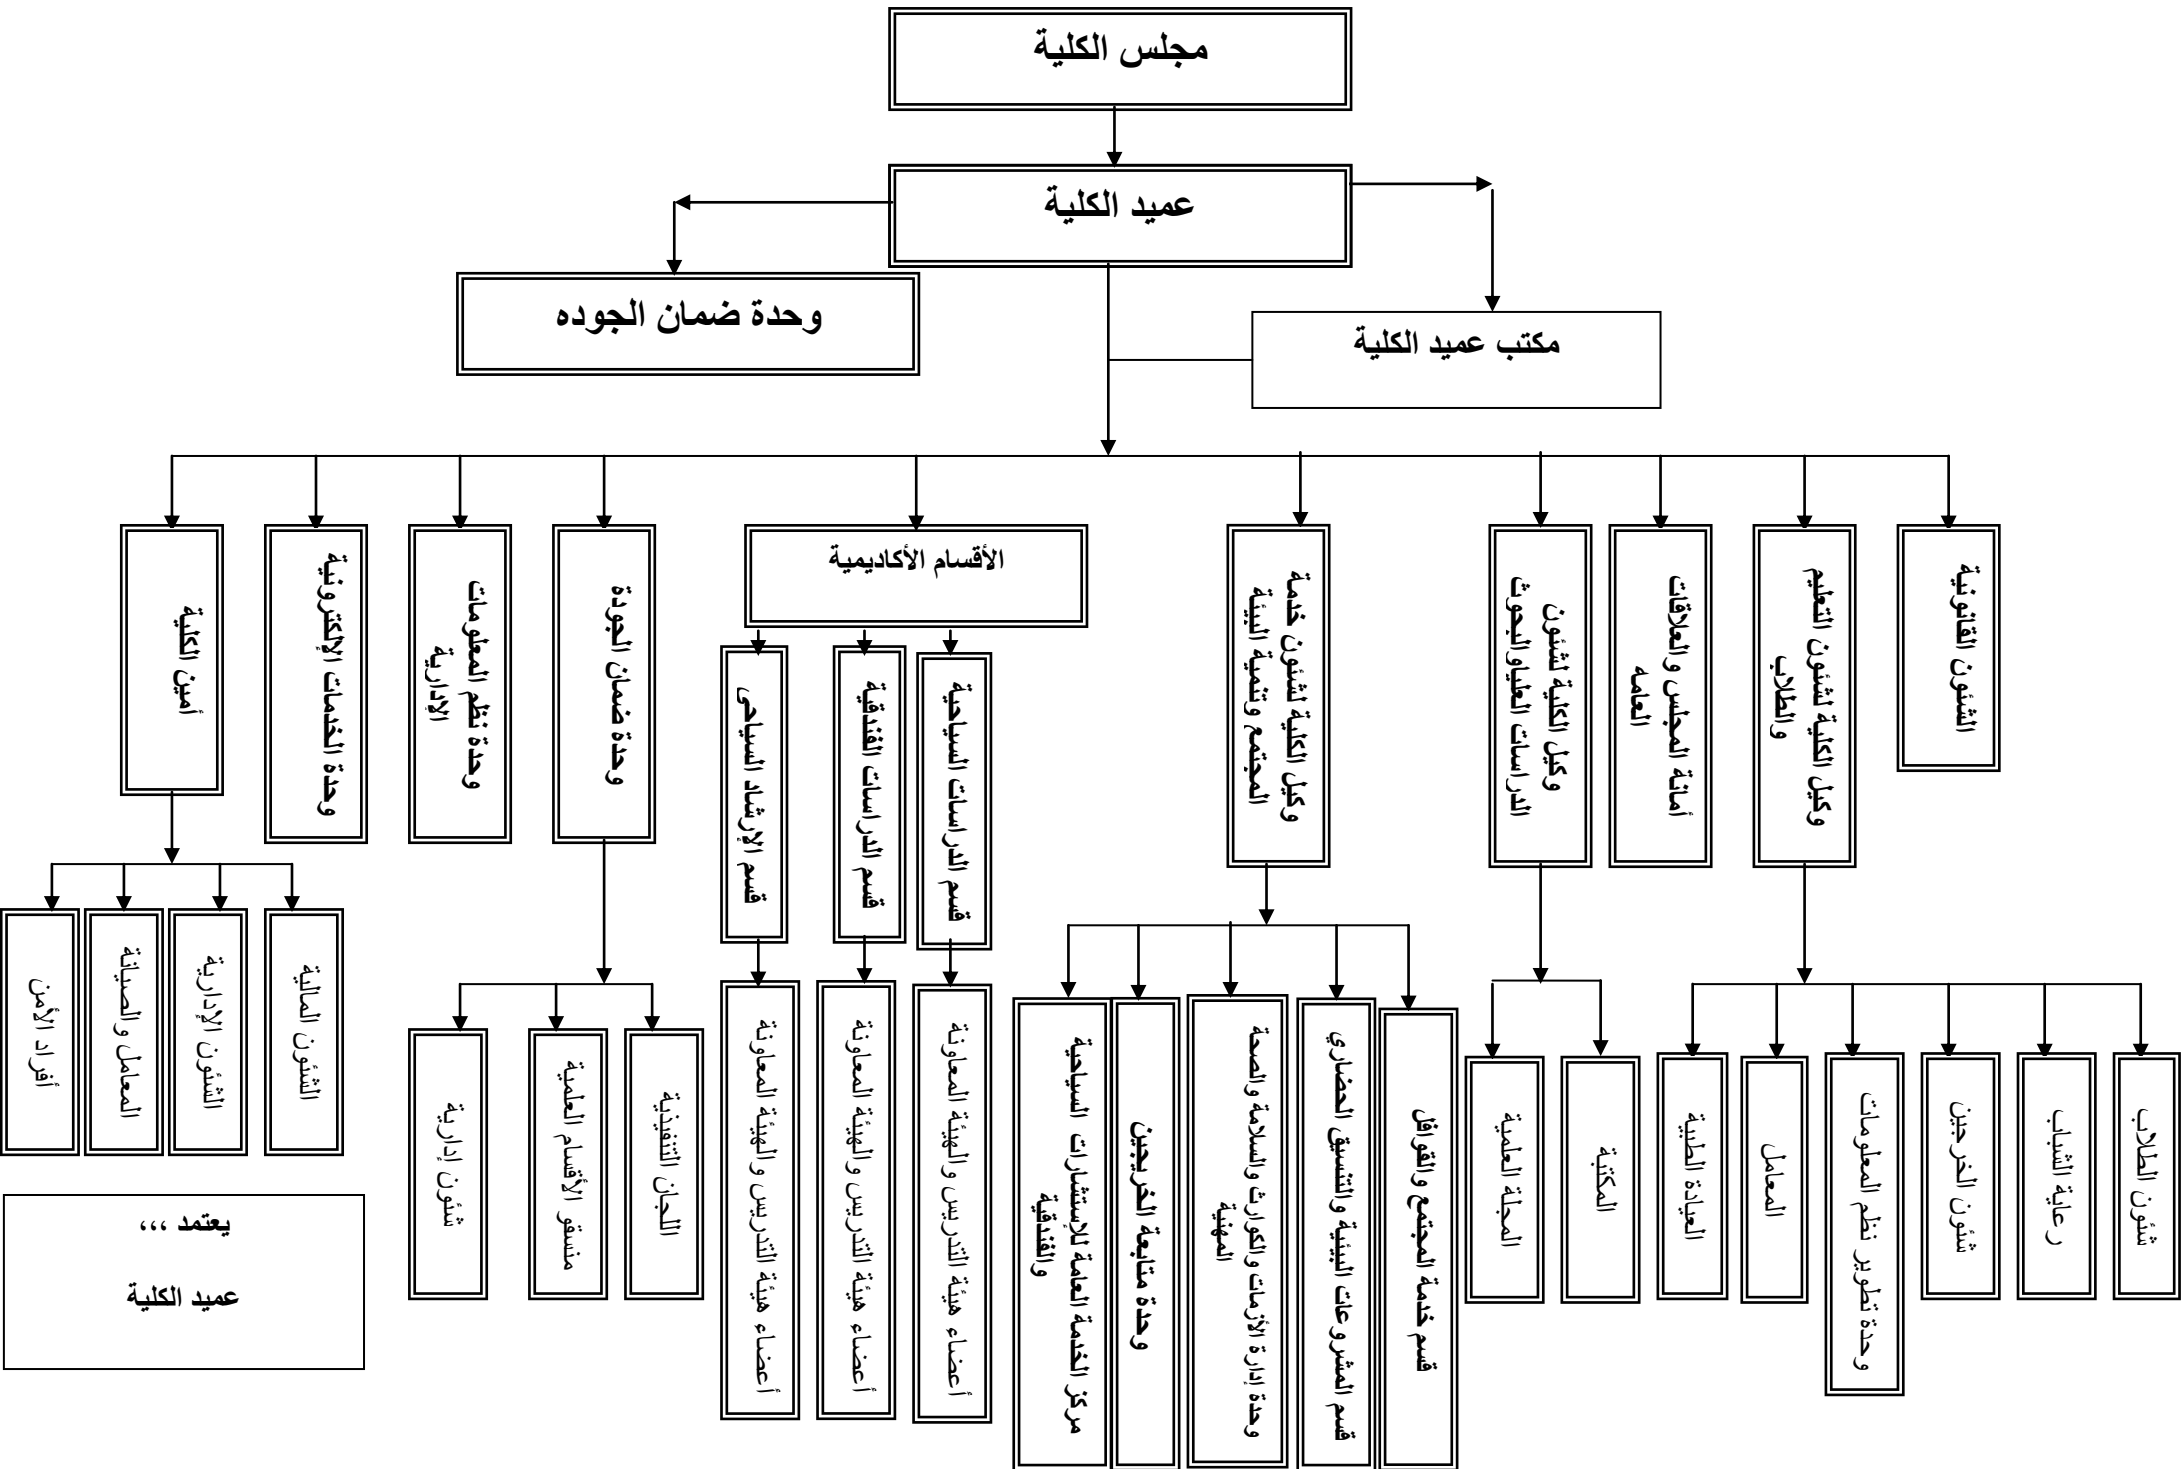 مجلس الكلية
عميد الكلية
وحدة ضمان الجوده
مكتب عميد الكلية
الشئون القانونية
وكيل الكلية لشئون التعليم
والطلاب
أمانة المجلس والعلاقات
العامه
وكيل الكلية لشئون
الدراسات العلياوالبحوث
وكيل الكلية لشئون خدمة
المجتمع وتنمية البيئة
الأقسام الأكاديمية
وحدة ضمان الجودة
وحدة نظم المعلومات
الإدارية
وحدة الخدمات الإلكترونية
أمين الكلية
قسم الدراسات السياحية
قسم الدراسات الفندقية
قسم الإرشاد السياحى
شئون الطلاب
رعاية الشباب
شئون الخرجين
وحدة تطوير نظم المعلومات
المعامل
العيادة الطبية
المكتبة
المجلة العلمية
قسم خدمة المجتمع والقوافل
قسم المشروعات البيئية والتنسيق الحضاري
وحدة إدارة الأزمات والكوارث والسلامة والصحة
المهنية
وحدة متابعة الخريجين
مركز الخدمة العامة للاستشارات السياحية
والفندقية
أعضاء هيئة التدريس والهيئة المعاونة
أعضاء هيئة التدريس والهيئة المعاونة
أعضاء هيئة التدريس والهيئة المعاونة
اللجان التنفيذية
منسقو الأقسام العلمية
شئون إدارية
الشئون المالية
الشئون الإدارية
المعامل والصيانة
أفراد الأمن
يعتمد ،،،
عميد الكلية